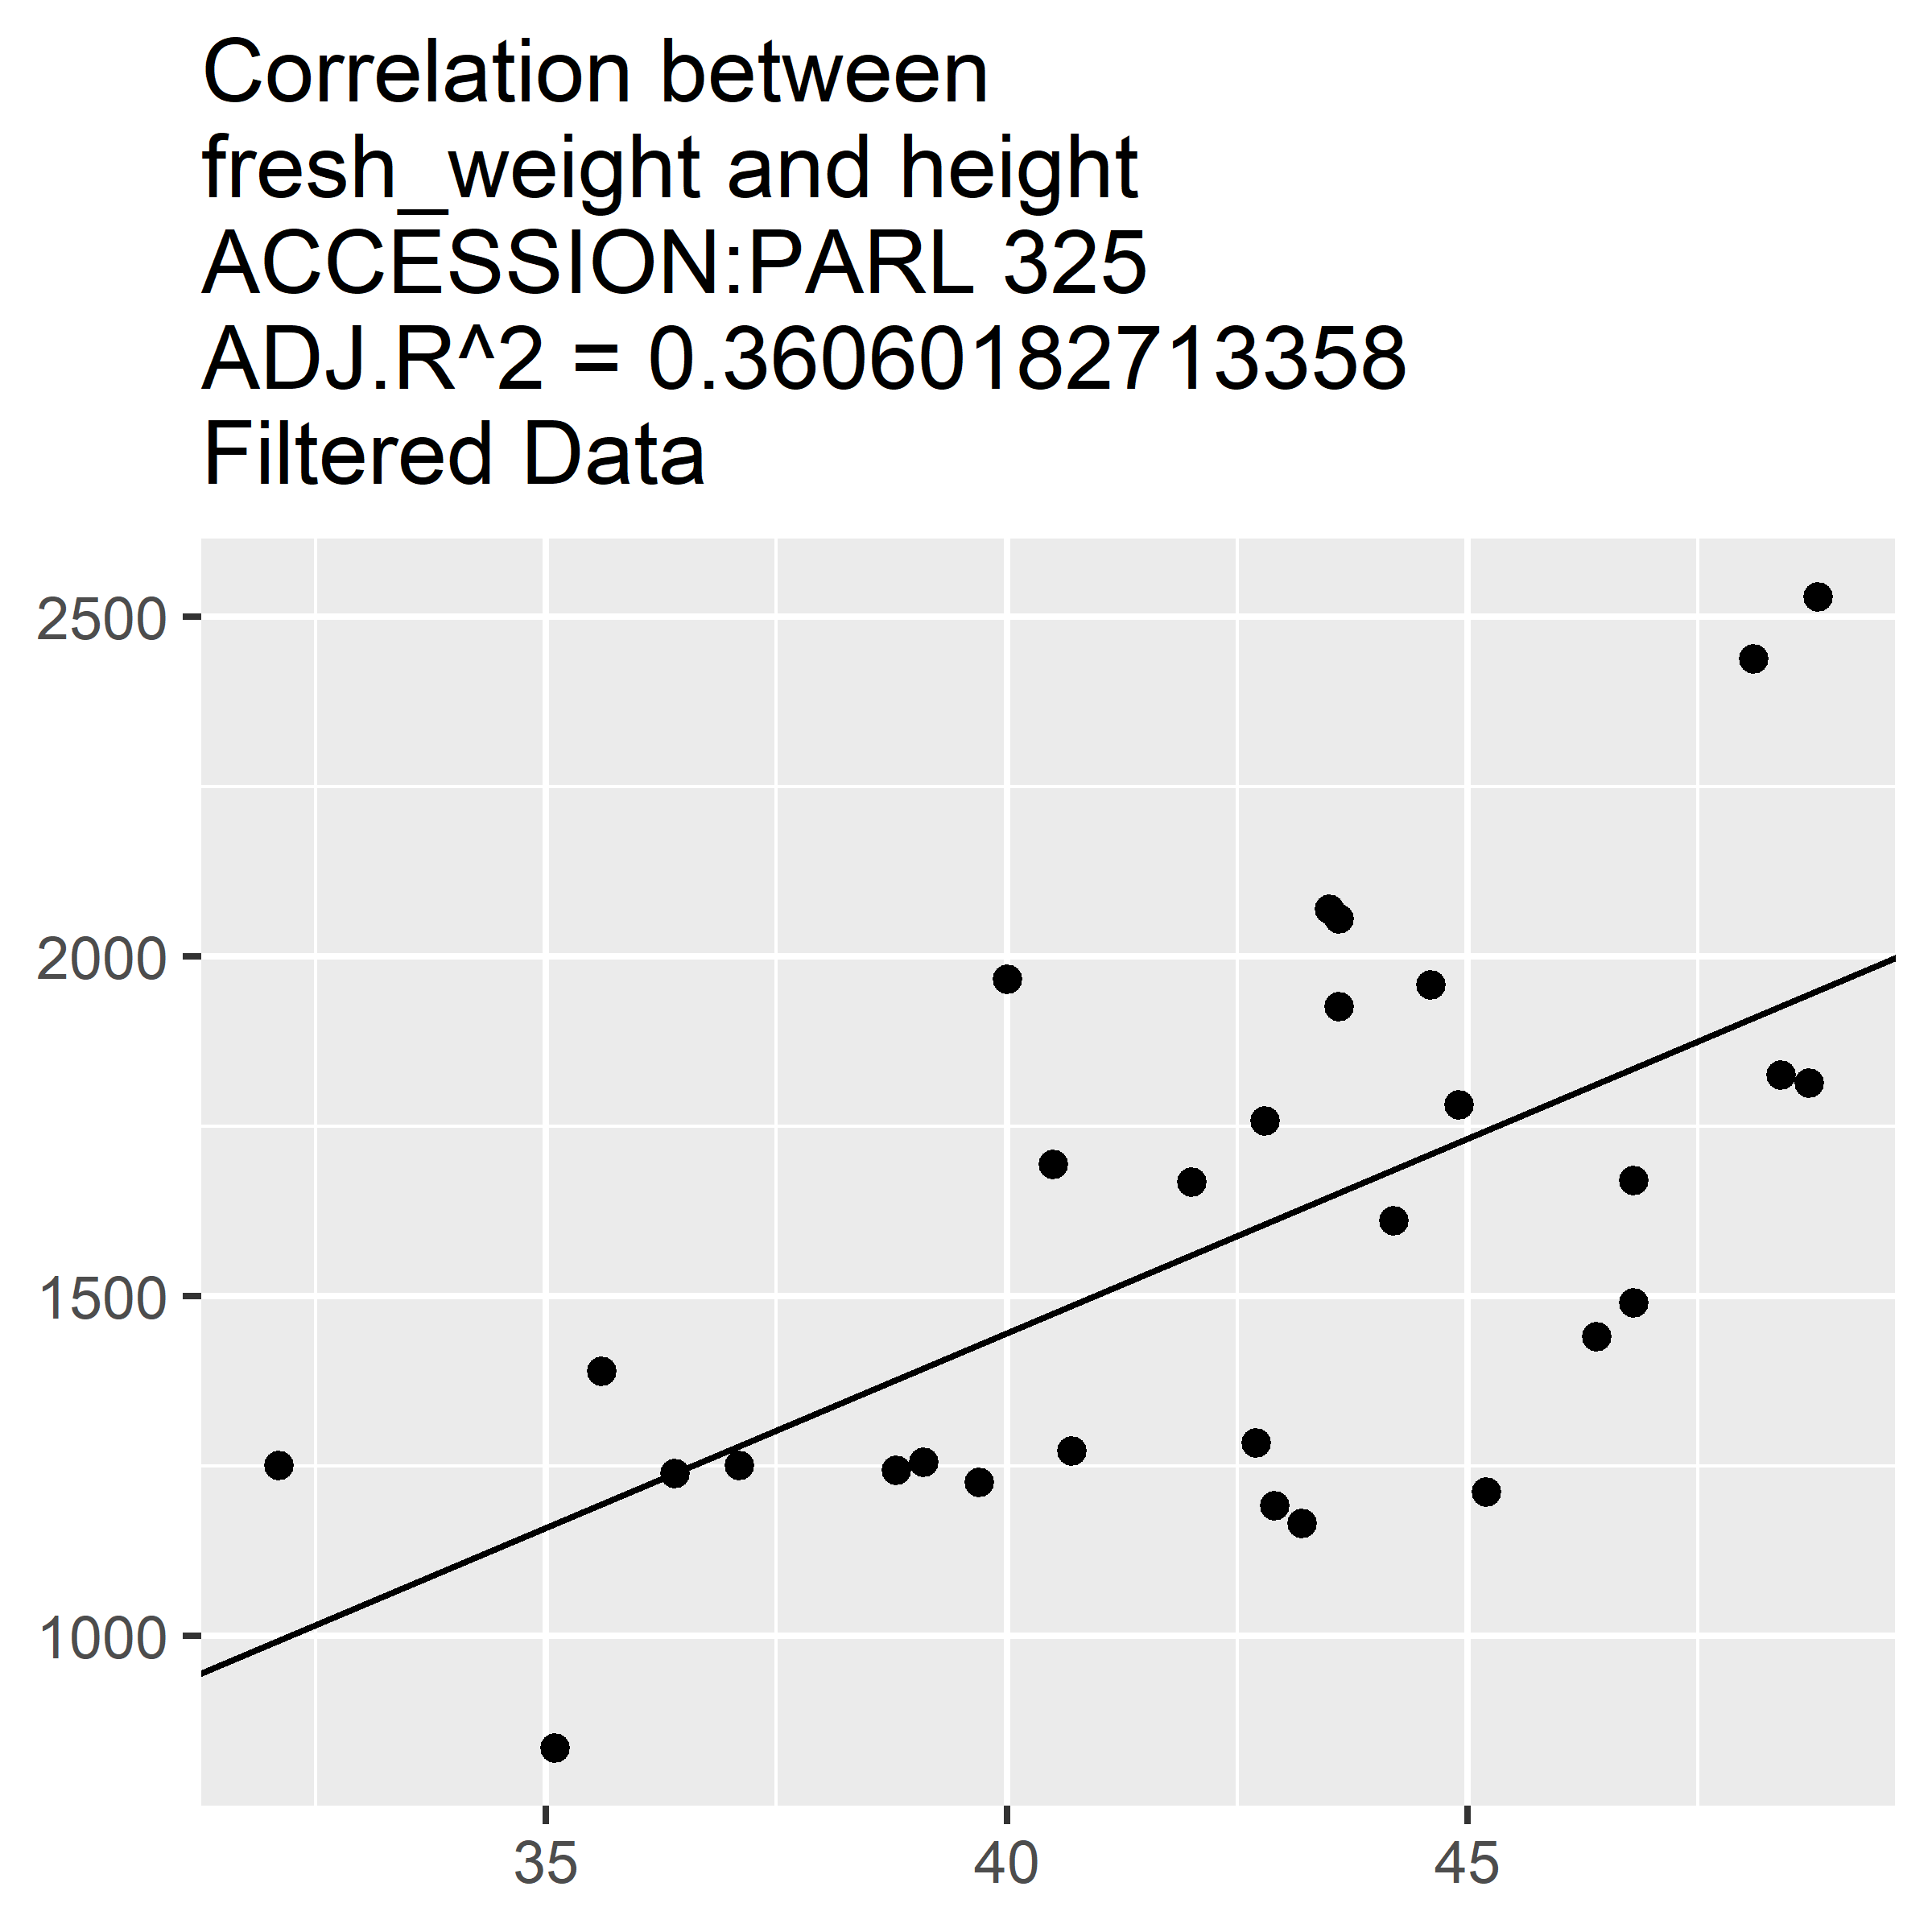 Correlation between
fresh_weight and height
ACCESSION:PARL 325
ADJ.R^2 = 0.36060182713358
Filtered Data
2500
2000
1500
1000
35 40 45